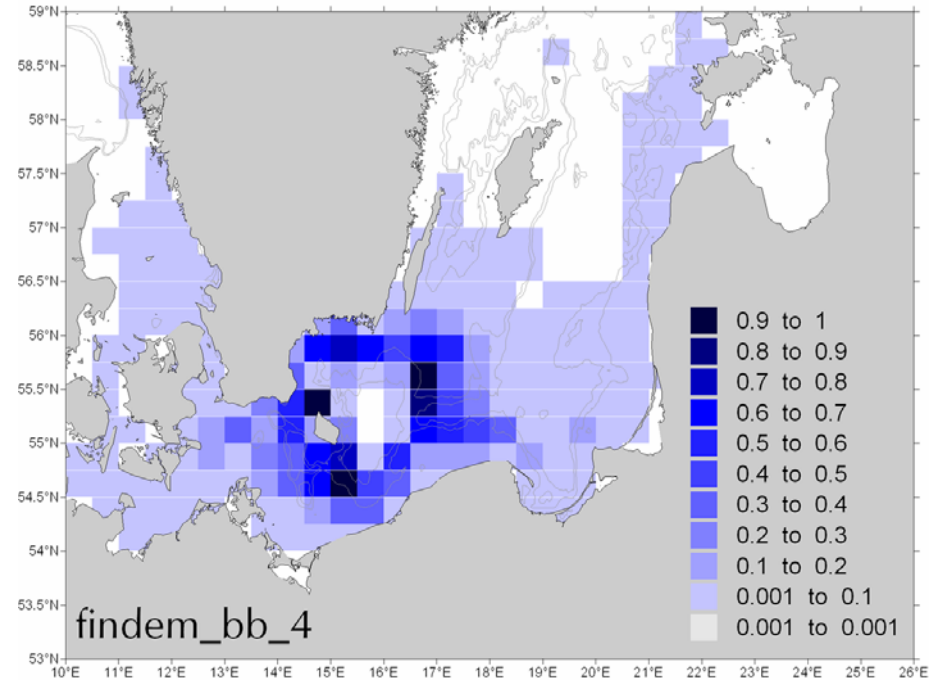 59°N
58.5°N
58°N
57.5°N
57°N
56.5°N
56°N
55.5°N
55°N
54.5°N
54°N
53.5°N
53°N
0.9 to 1
0.8 to 0.9
0.7 to 0.8
0.6 to 0.7
0.5 to 0.6
0.4 to 0.5
0.3 to 0.4
0.2 to 0.3
0.1 to 0.2
0.001 to 0.1
0.001 to 0.001
findem_bb_4
10°E 11°E 12°E 13°E 14°E 15°E 16°E 17°E 18°E 19°E 20°E 21°E 22°E 23°E 24°E 25°E 26°E